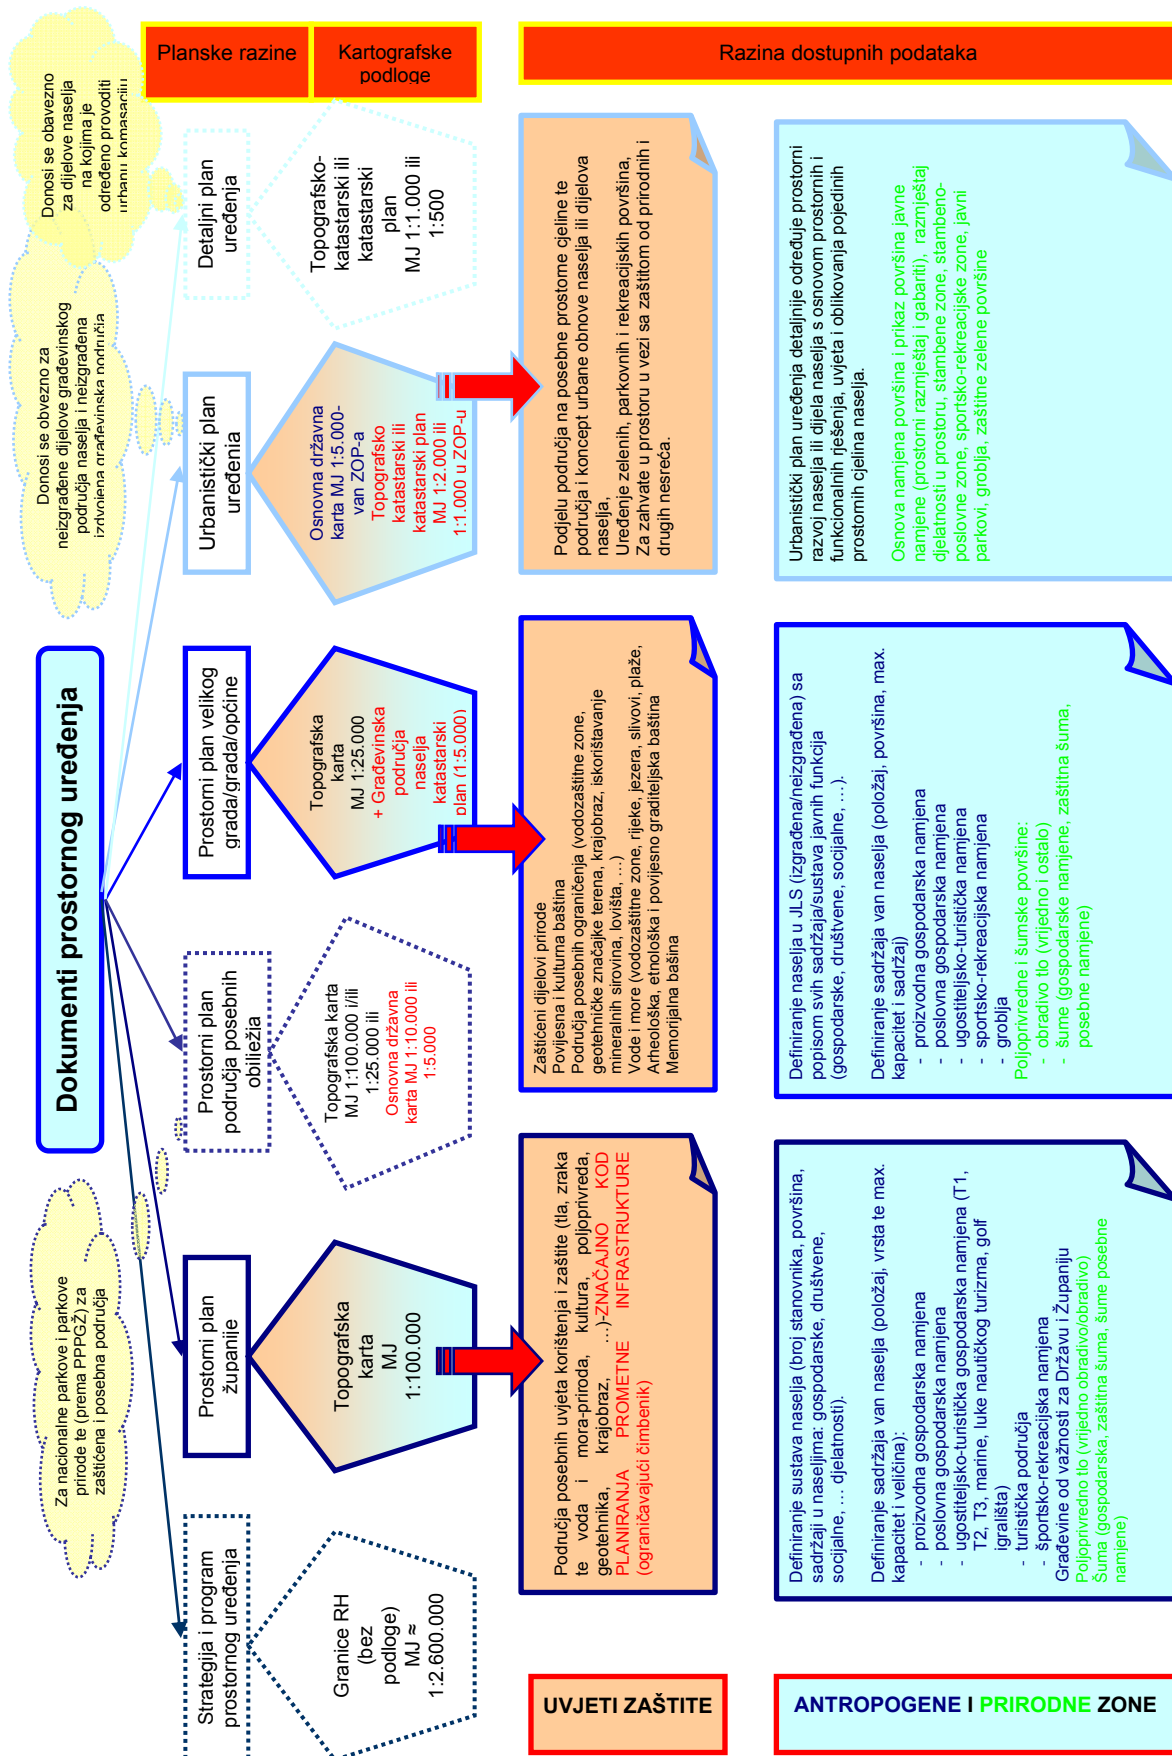 Planske razine
Kartografske
podloge
Razina dostupnih podataka
Dokumenti prostornog uređenja
Za nacionalne parkove i parkove
prirode te (prema PPPGŽ) za
zaštićena i posebna područja
Donosi se obvezno za
neizgrađene dijelove građevinskog
područja naselja i neizgrađena
izdvojena građevinska područja
Donosi se obavezno
za dijelove naselja
na kojima je
određeno provoditi
urbanu komasaciju
Strategija i program
prostornog uređenja
Granice RH
(bez
podloge)
MJ ≈
1:2.600.000
Prostorni plan
županije
Topografska
karta
MJ
1:100.000
Prostorni plan
područja posebnih
obilježja
Topografska karta
MJ 1:100.000 i/ili
1:25.000 ili
Osnovna državna
karta MJ 1:10.000 ili
1:5.000
Prostorni plan velikog
grada/grada/općine
Topografska
karta
MJ 1:25.000
+ Građevinska
područja
naselja
katastarski
plan (1:5.000)
Urbanistički plan
uređenja
Osnovna državna
karta MJ 1:5.000-
van ZOP-a
Topografsko
katastarski ili
katastarski plan
MJ 1:2.000 ili
1:1.000 u ZOP-u
Detaljni plan
uređenja
Topografsko-
katastarski ili
katastarski
plan
MJ 1:1.000 ili
1:500
UVJETI ZAŠTITE
Područja posebnih uvjeta korištenja i zaštite (tla, zraka
te voda i mora-priroda, kultura, poljoprivreda,
geotehnika, krajobraz, …)-ZNAČAJNO KOD
PLANIRANJA PROMETNE INFRASTRUKTURE
(ograničavajući čimbenik)
Zaštićeni dijelovi prirode
Povijesna i kulturna baština
Područja posebnih ograničenja (vodozaštitne zone,
geotehničke značajke terena, krajobraz, iskorištavanje
mineralnih sirovina, lovišta, …)
Vode i more (vodozaštitne zone, rijeke, jezera, slivovi, plaže,
Arheološka, etnološka i povijesno graditeljska baština
Memorijalna bašina
Podjelu područja na posebne prostorne cjeline te
područja i koncept urbane obnove naselja ili dijelova
naselja,
Uređenje zelenih, parkovnih i rekreacijskih površina,
Za zahvate u prostoru u vezi sa zaštitom od prirodnih i
drugih nesreća.
ANTROPOGENE I PRIRODNE ZONE
Definiranje sustava naselja (broj stanovnika, površina,
sadržaji u naseljima: gospodarske, društvene,
socijalne, … djelatnosti).
Definiranje sadržaja van naselja (položaj, vrsta te max.
kapacitet i veličina):
- proizvodna gospodarska namjena
- poslovna gospodarska namjena
- ugostiteljsko-turistička gospodarska namjena (T1,
T2, T3, marine, luke nautičkog turizma, golf
igrališta)
- turistička područja
- športsko-rekreacijska namjena
Građevine od važnosti za Državu i Županiju
Poljoprivredno tlo (vrijedno obradivo/obradivo)
Šuma (gospodarska, zaštitna šuma, šume posebne
namjene)
Definiranje naselja u JLS (izgrađena/neizgrađena) sa
popisom svih sadržaja/sustava javnih funkcija
(gospodarske, društvene, socijalne, …).
Definiranje sadržaja van naselja (položaj, površina, max.
kapacitet i sadržaj)
- proizvodna gospodarska namjena
- poslovna gospodarska namjena
- ugostiteljsko-turistička namjena
- sportsko-rekreacijska namjena
- groblja
Poljoprivredne i šumske površine:
- obradivo tlo (vrijedno i ostalo)
- šume (gospodarske namjene, zaštitna šuma,
posebne namjene)
Urbanistički plan uređenja detaljnije određuje prostorni
razvoj naselja ili dijela naselja s osnovom prostornih i
funkcionalnih rješenja, uvjeta i oblikovanja pojedinih
prostornih cjelina naselja.
Osnova namjena površina i prikaz površina javne
namjene (prostorni razmještaj i gabariti), razmještaj
djelatnosti u prostoru, stambene zone, stambeno-
poslovne zone, sportsko-rekreacijske zone, javni
parkovi, groblja, zaštitne zelene površine